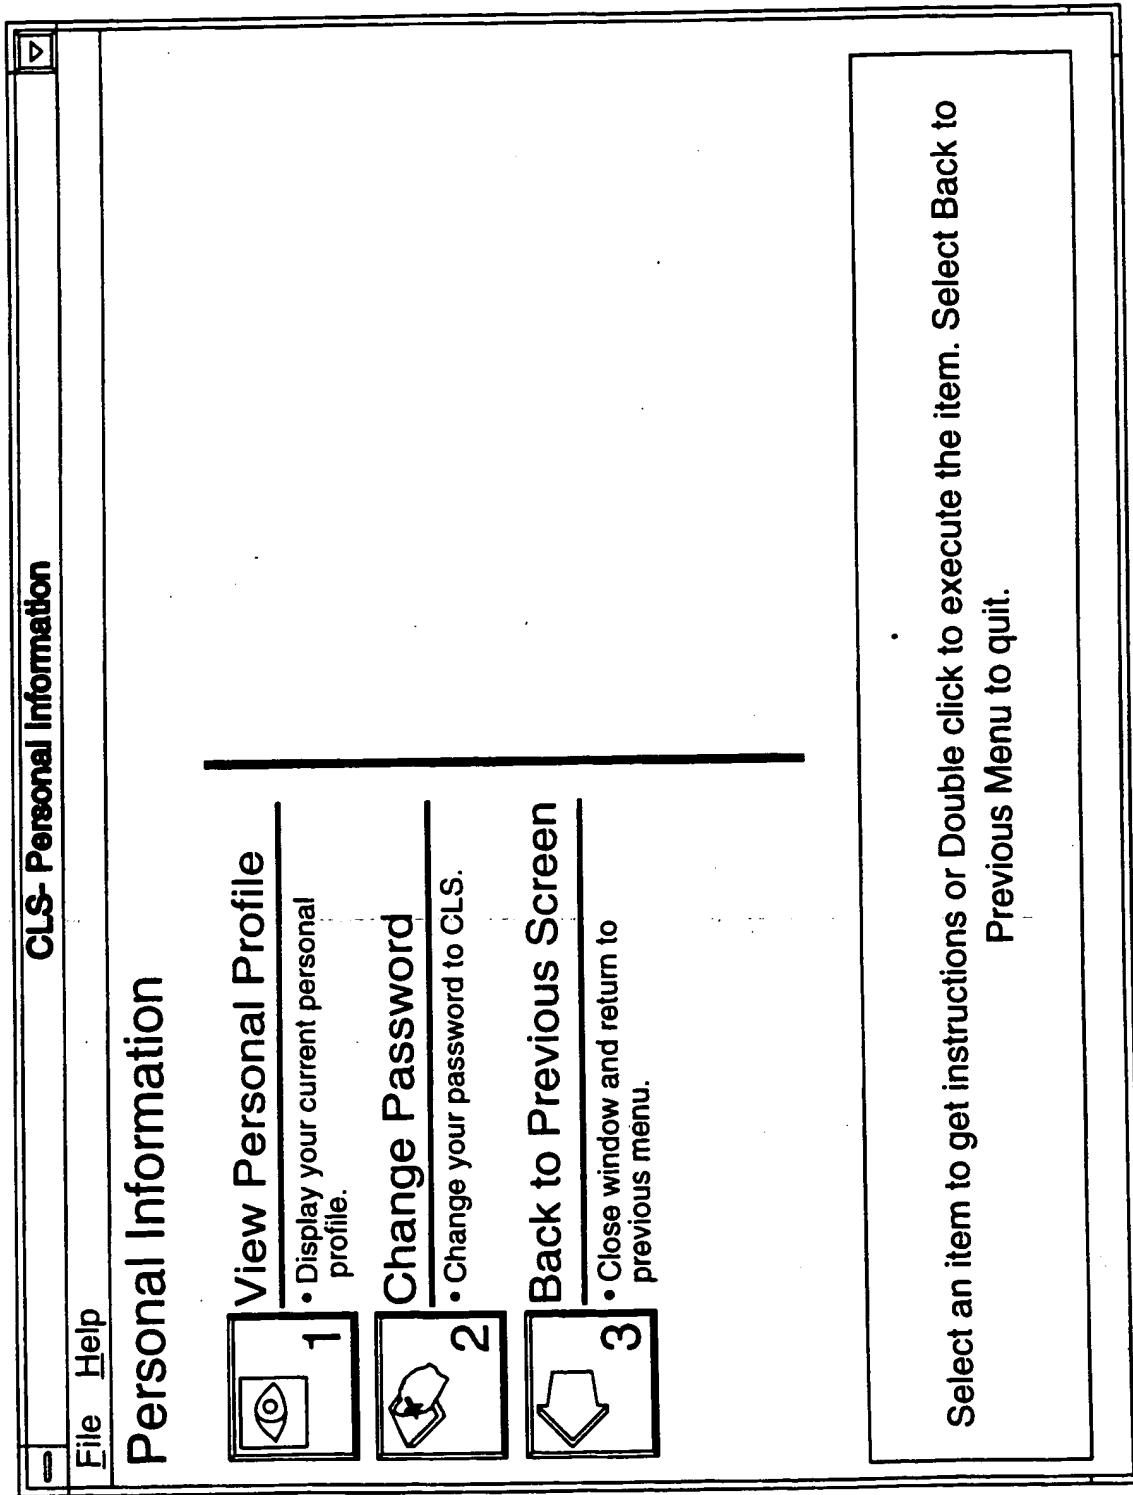 CLS- Personal Information
File Help
Personal Information
View Personal Profile
• Display your current personal
profile.
1
Change Password
• Change your password to CLS.
2
Back to Previous Screen
• Close window and return to
previous menu.
3
Select an item to get instructions or Double click to execute the item. Select Back to
Previous Menu to quit.